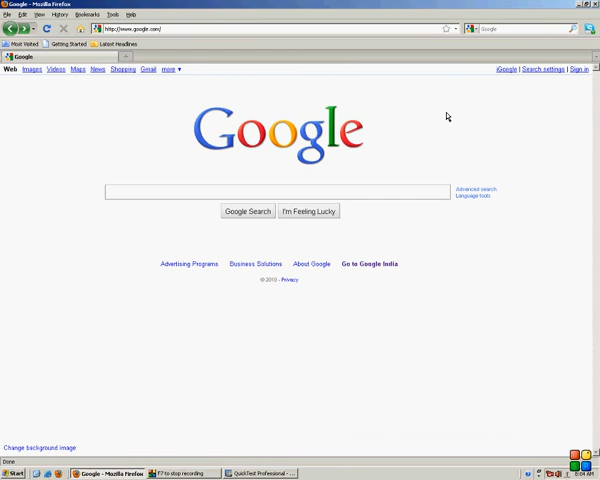 Google - Mozilla Firefox
File Edit View History Bookmarks Tools Help
http://www.google.com/ Google
Most Visited Getting Started Latest Headlines
Google
Web Images Videos Maps News Shopping Gmail more ▼ iGoogle | Search settings | Sign in
Google
Advanced search
Language tools
Google Search I'm Feeling Lucky
Advertising Programs Business Solutions About Google Go to Google India
© 2010 - Privacy
Change background image
Done
Start Google - Mozilla Firefox F7 to stop recording QuickTest Professional - ... 8:04 AM